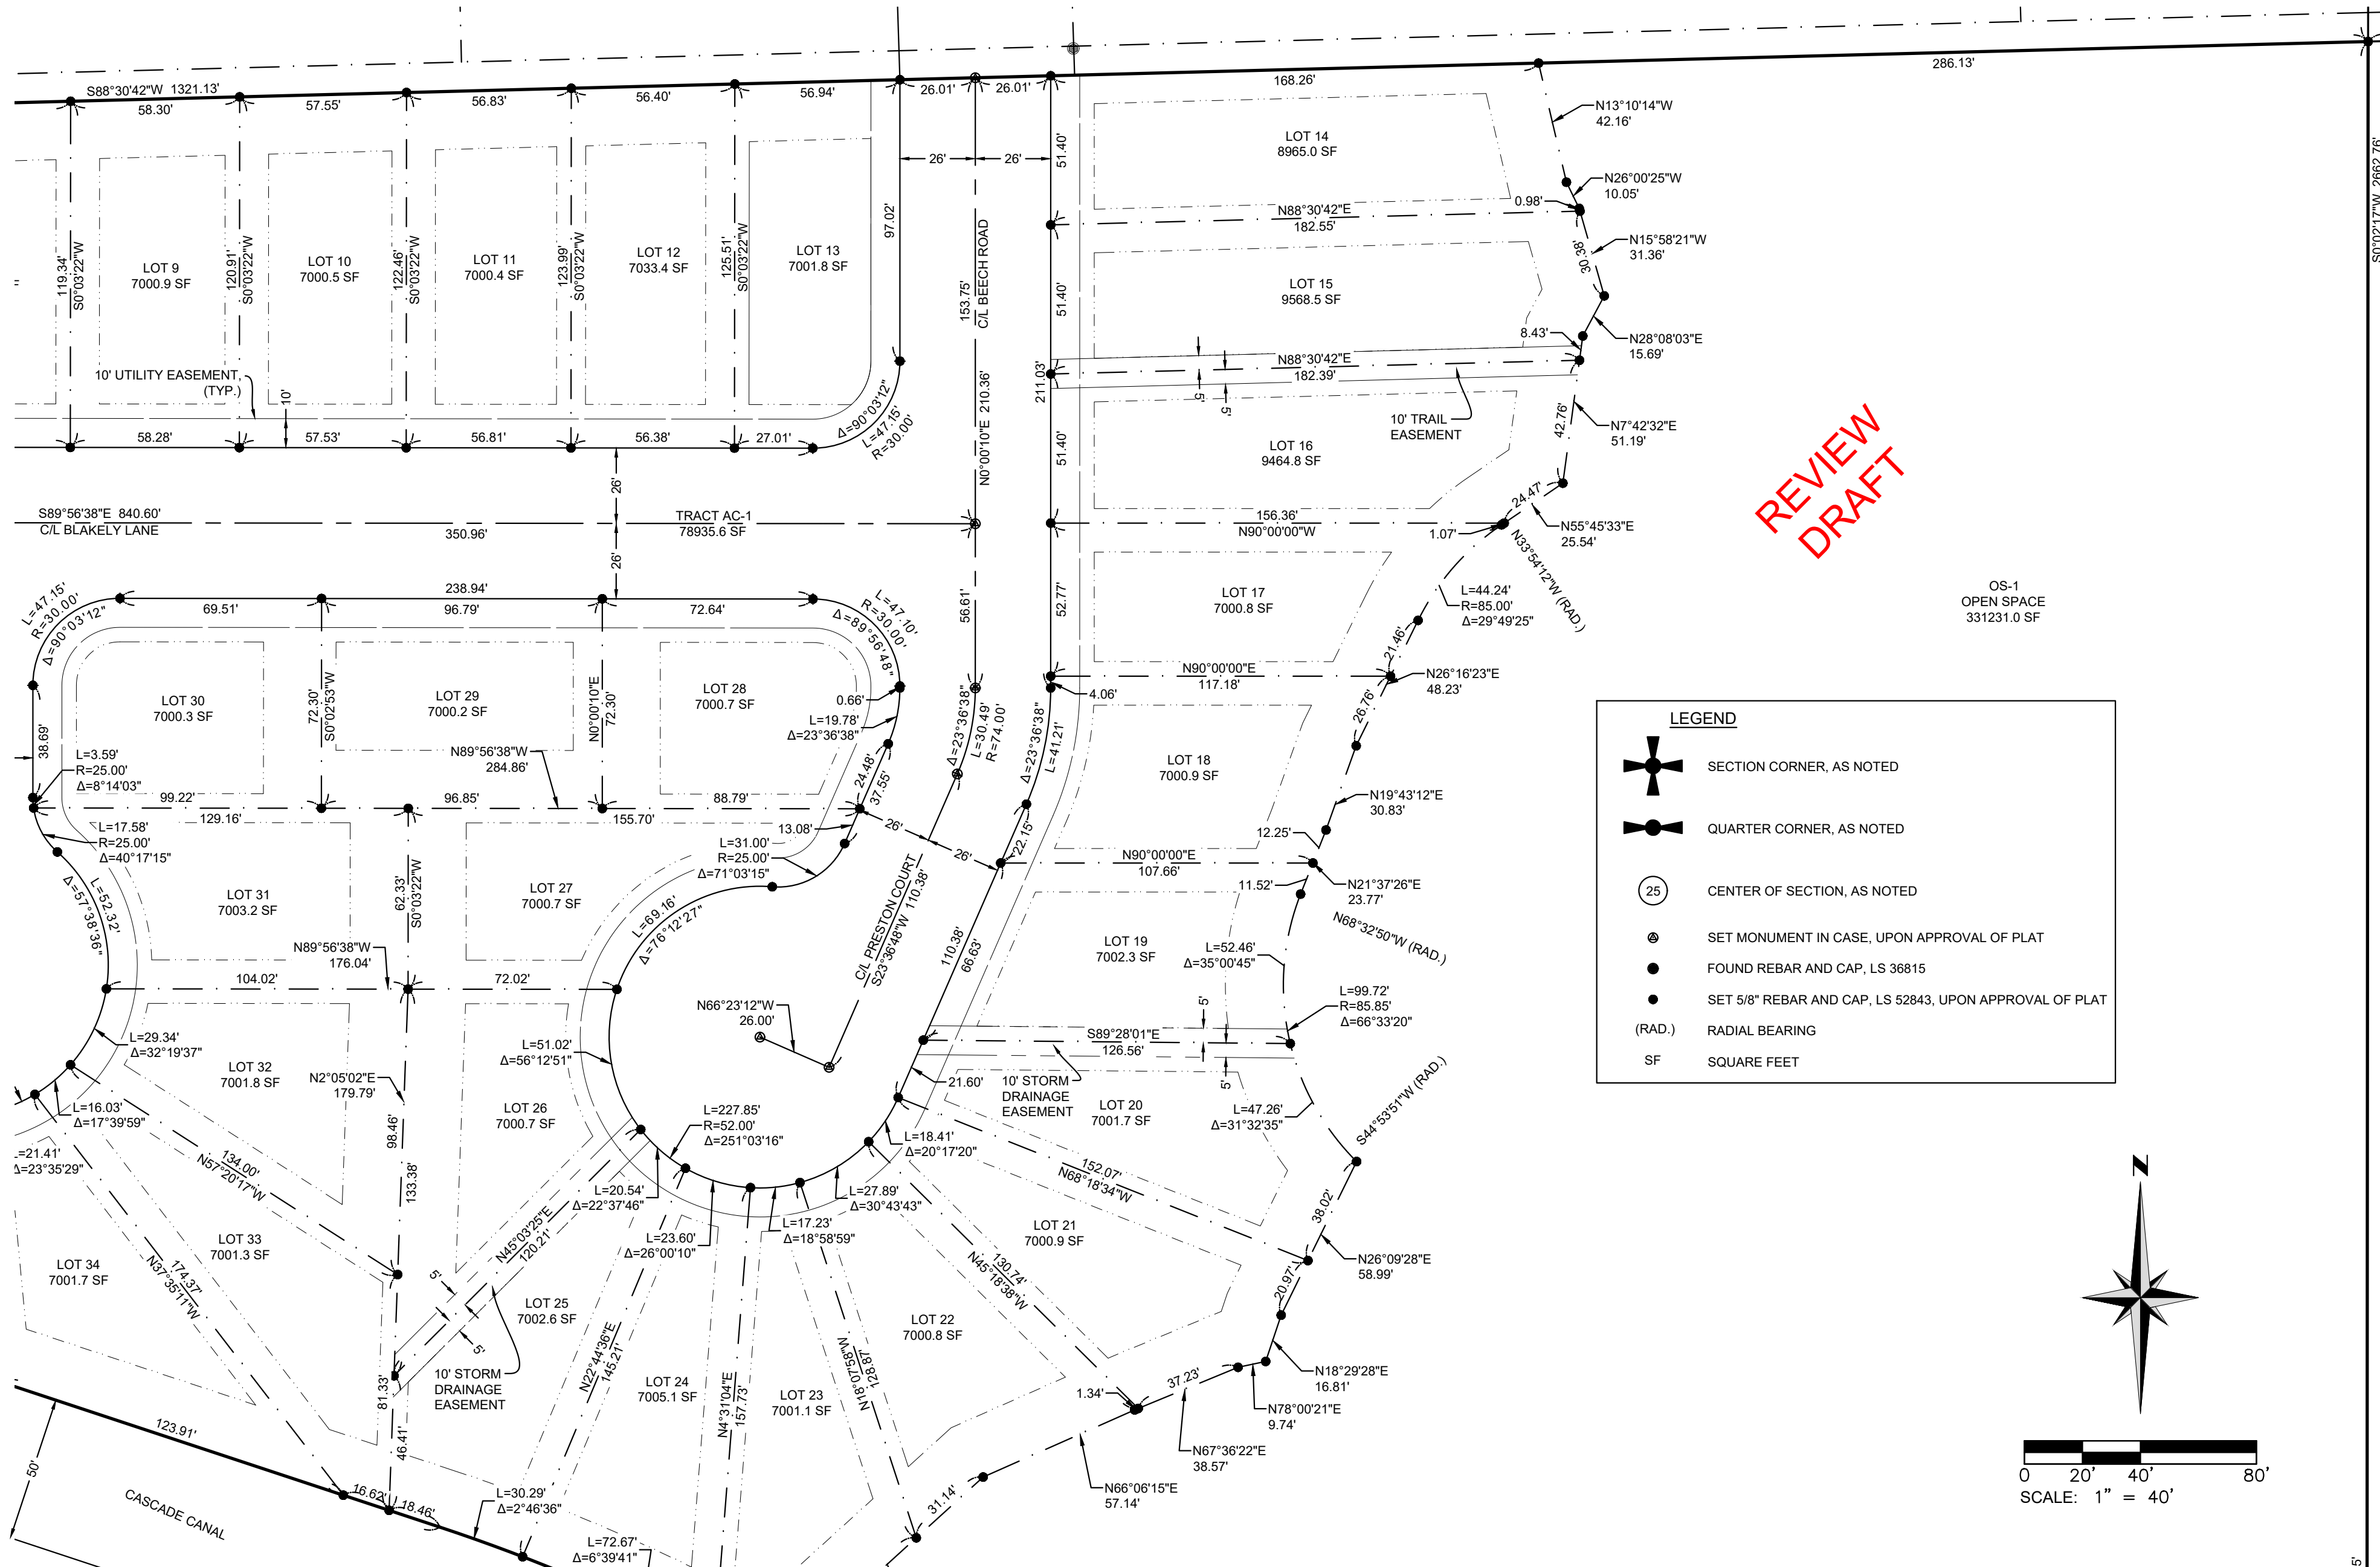 S88°30'42"W 1321.13'
58.30'
57.55'
56.83'
56.40'
56.94'
26.01'
26.01'
168.26'
286.13'
N13°10'14"W
42.16'
LOT 14
8965.0 SF
51.40'
26'
26'
N26°00'25"W
10.05'
0.98'
N88°30'42"E
182.55'
S0°02'17"W 2662.76'
97.02'
119.34'
S0°03'22"W
LOT 9
7000.9 SF
120.91'
S0°03'22"W
LOT 10
7000.5 SF
122.46'
S0°03'22"W
LOT 11
7000.4 SF
123.99'
S0°03'22"W
LOT 12
7033.4 SF
125.51'
S0°03'22"W
LOT 13
7001.8 SF
153.75'
C/L BEECH ROAD
N15°58'21"W
31.36'
30.38'
LOT 15
9568.5 SF
51.40'
8.43'
N28°08'03"E
15.69'
N88°30'42"E
182.39'
211.03'
5'
5'
10' UTILITY EASEMENT
(TYP.)
10'
Δ=90°03'12"
L=47.15'
R=30.00'
10' TRAIL
EASEMENT
42.76'
N7°42'32"E
51.19'
58.28'
57.53'
56.81'
56.38'
27.01'
N0°00'10"E 210.36'
51.40'
LOT 16
9464.8 SF
REVIEW
DRAFT
26'
24.47'
S89°56'38"E 840.60'
C/L BLAKELY LANE
350.96'
TRACT AC-1
78935.6 SF
156.36'
N90°00'00"W
1.07'
N55°45'33"E
25.54'
N33°54'12"W (RAD.)
26'
L=47.15'
R=30.00'
Δ=90°03'12"
238.94'
69.51'
96.79'
72.64'
L=47.10'
R=30.00'
Δ=89°56'48"
56.61'
52.77'
LOT 17
7000.8 SF
L=44.24'
R=85.00'
Δ=29°49'25"
OS-1
OPEN SPACE
331231.0 SF
21.46'
N26°16'23"E
48.23'
N90°00'00"E
117.18'
4.06'
LOT 30
7000.3 SF
72.30'
S0°02'53"W
LOT 29
7000.2 SF
N0°00'10"E
72.30'
LOT 28
7000.7 SF
0.66'
L=19.78'
Δ=23°36'38"
Δ=23°36'38"
L=30.49'
R=74.00'
Δ=23°36'38"
L=41.21'
26.76'
38.69'
L=3.59'
R=25.00'
Δ=8°14'03"
N89°56'38"W
284.86'
LOT 18
7000.9 SF
24.48'
37.55'
99.22'
129.16'
96.85'
155.70'
88.79'
N19°43'12"E
30.83'
12.25'
L=17.58'
R=25.00'
Δ=40°17'15"
13.08'
26'
26'
22.15'
L=31.00'
R=25.00'
Δ=71°03'15"
N90°00'00"E
107.66'
11.52'
N21°37'26"E
23.77'
L=52.32'
Δ=57°38'36"
LOT 31
7003.2 SF
62.33'
S0°03'22"W
LOT 27
7000.7 SF
L=69.16'
Δ=76°12'27"
C/L PRESTON COURT
S23°36'48"W 110.38'
110.38'
66.63'
LOT 19
7002.3 SF
L=52.46'
Δ=35°00'45"
N68°32'50"W (RAD.)
N89°56'38"W
176.04'
104.02'
72.02'
N66°23'12"W
26.00'
L=99.72'
R=85.85'
Δ=66°33'20"
5'
S89°28'01"E
126.56'
5'
L=29.34'
Δ=32°19'37"
L=51.02'
Δ=56°12'51"
LOT 32
7001.8 SF
N2°05'02"E
179.79'
21.60'
10' STORM
DRAINAGE
EASEMENT
LOT 20
7001.7 SF
L=47.26'
Δ=31°32'35"
S44°53'51"W (RAD.)
L=16.03'
Δ=17°39'59"
LOT 26
7000.7 SF
L=227.85'
R=52.00'
Δ=251°03'16"
L=18.41'
Δ=20°17'20"
Δ=23°35'29"
134.00'
N57°20'17"W
98.46'
133.38'
152.07'
N68°18'34"W
L=20.54'
Δ=22°37'46"
L=27.89'
Δ=30°43'43"
38.02'
LOT 33
7001.3 SF
LOT 34
7001.7 SF
174.37'
N37°35'11"W
N45°03'25"E
120.21'
L=23.60'
Δ=26°00'10"
L=17.23'
Δ=18°58'59"
LOT 21
7000.9 SF
130.74'
N45°18'38"W
N26°09'28"E
58.99'
20.97'
5'
5'
LOT 25
7002.6 SF
LOT 22
7000.8 SF
N22°44'36"E
145.21'
N18°07'58"W
128.87'
81.33'
10' STORM
DRAINAGE
EASEMENT
LOT 24
7005.1 SF
N4°31'04"E
157.73'
LOT 23
7001.1 SF
1.34'
37.23'
N18°29'28"E
16.81'
N78°00'21"E
9.74'
123.91'
46.41'
N67°36'22"E
38.57'
50'
CASCADE CANAL
16.62'
18.46'
L=30.29'
Δ=2°46'36"
31.14'
N66°06'15"E
57.14'
L=72.67'
Δ=6°39'41"
LEGEND
SECTION CORNER, AS NOTED
QUARTER CORNER, AS NOTED
25 CENTER OF SECTION, AS NOTED
SET MONUMENT IN CASE, UPON APPROVAL OF PLAT
FOUND REBAR AND CAP, LS 36815
SET 5/8" REBAR AND CAP, LS 52843, UPON APPROVAL OF PLAT
(RAD.) RADIAL BEARING
SF SQUARE FEET
N
0 20' 40' 80'
SCALE: 1" = 40'